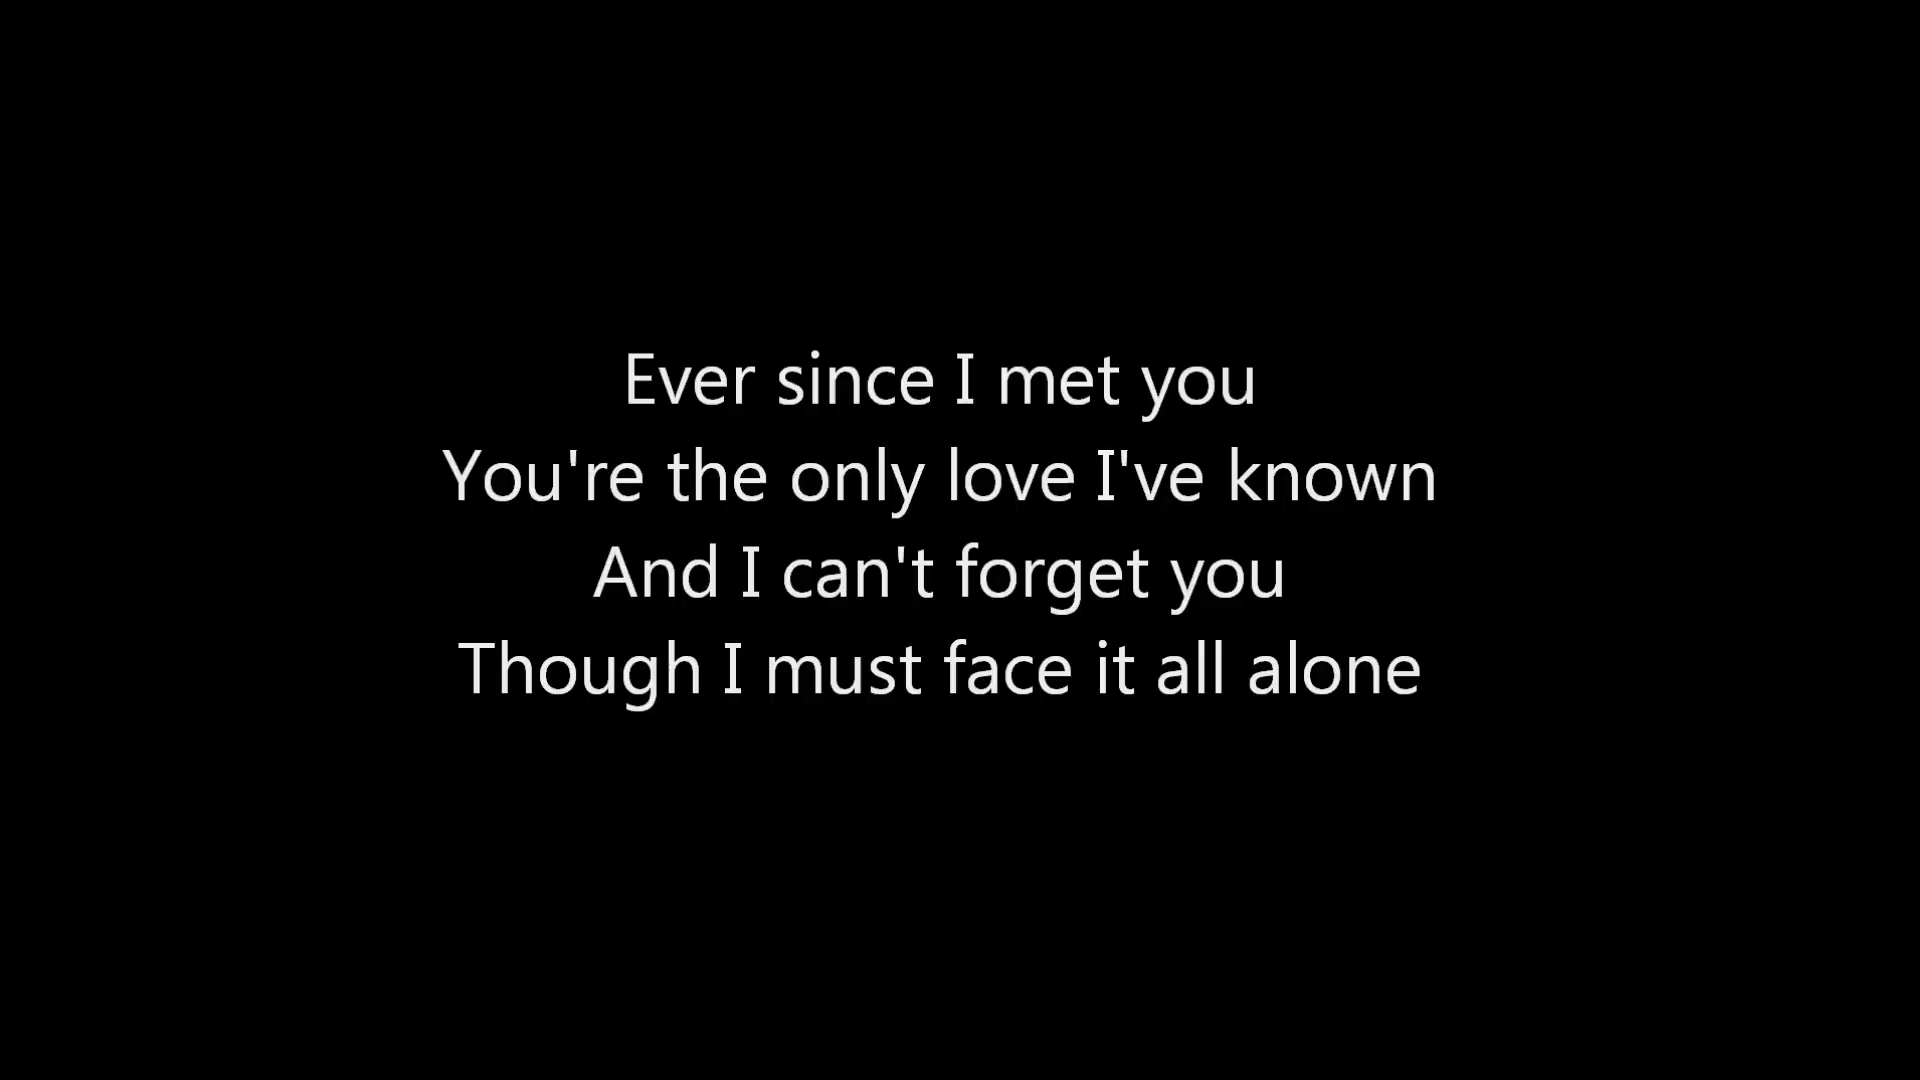 Ever since I met you
You're the only love I've known
And I can't forget you
Though I must face it all alone